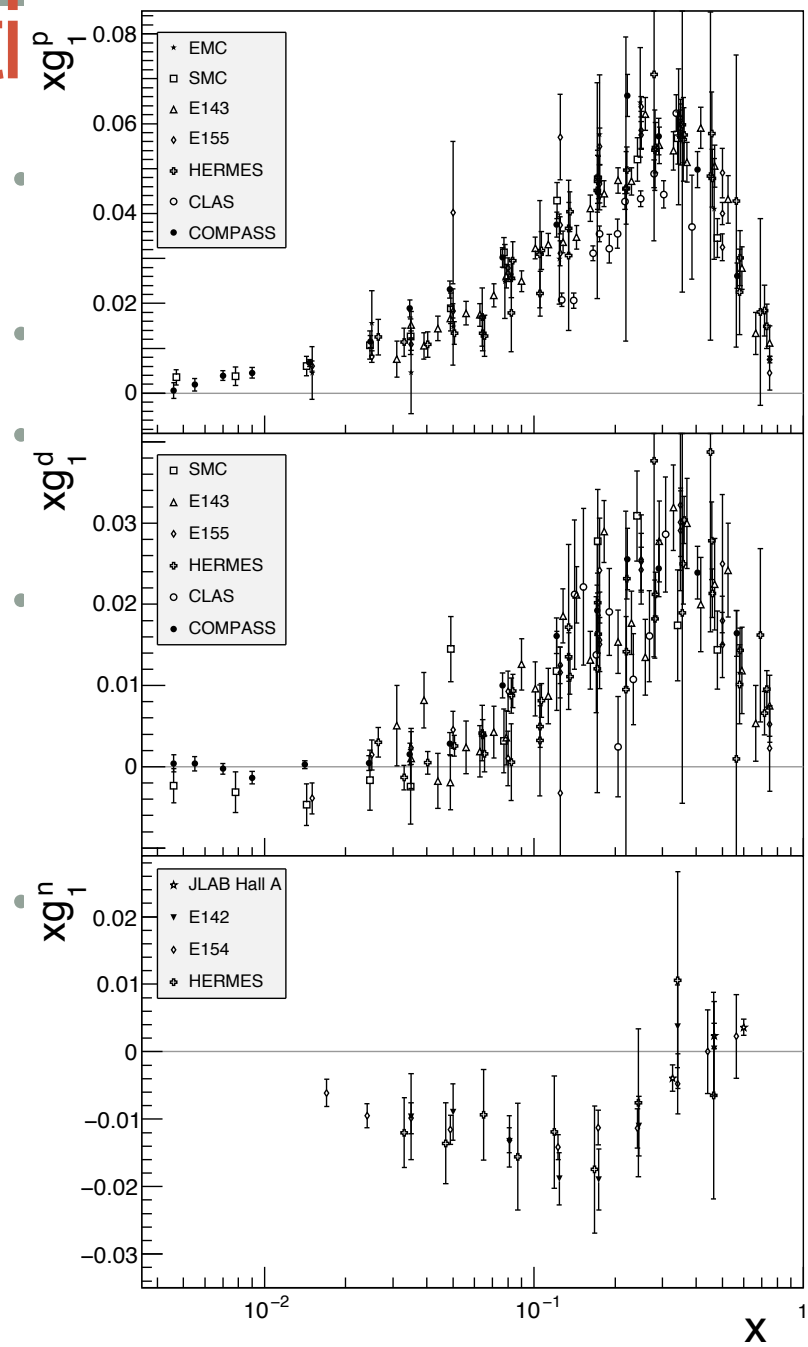 xg₁ᵖ
0.08
0.06
0.04
0.02
0
EMC
SMC
E143
E155
HERMES
CLAS
COMPASS
xg₁ᵈ
0.03
0.02
0.01
0
SMC
E143
E155
HERMES
CLAS
COMPASS
xg₁ⁿ
0.02
0.01
0
−0.01
−0.02
−0.03
JLAB Hall A
E142
E154
HERMES
10⁻² 10⁻¹ 1
x